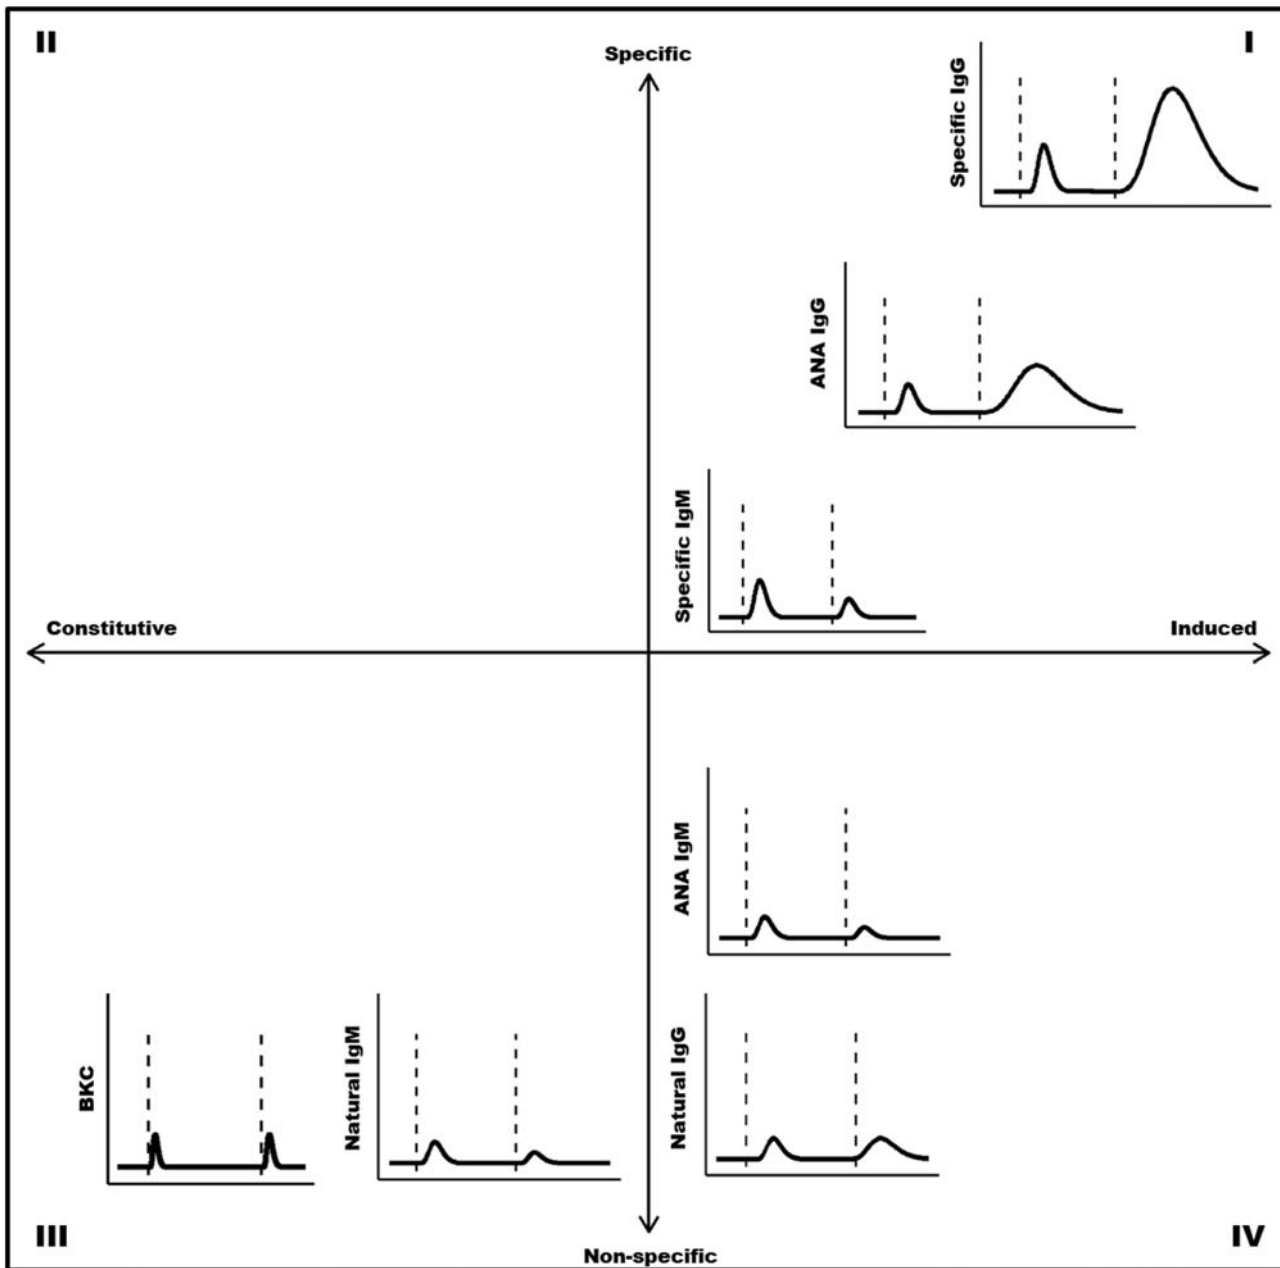 II
Specific
I
Specific IgG
ANA IgG
Specific IgM
Constitutive
Induced
ANA IgM
BKC
Natural IgM
Natural IgG
III
Non-specific
IV